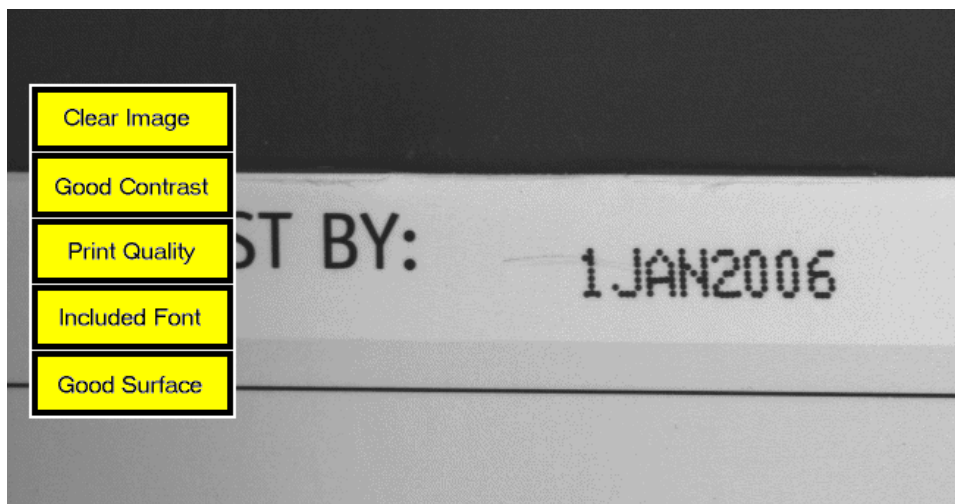 Clear Image
Good Contrast
Print Quality
Included Font
Good Surface
ST BY:
1JAN2006